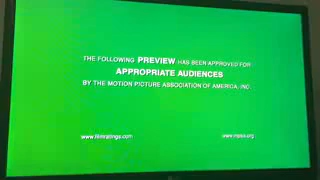 THE FOLLOWING PREVIEW HAS BEEN APPROVED FOR
APPROPRIATE AUDIENCES
BY THE MOTION PICTURE ASSOCIATION OF AMERICA, INC.
www.filmratings.com www.mpaa.org